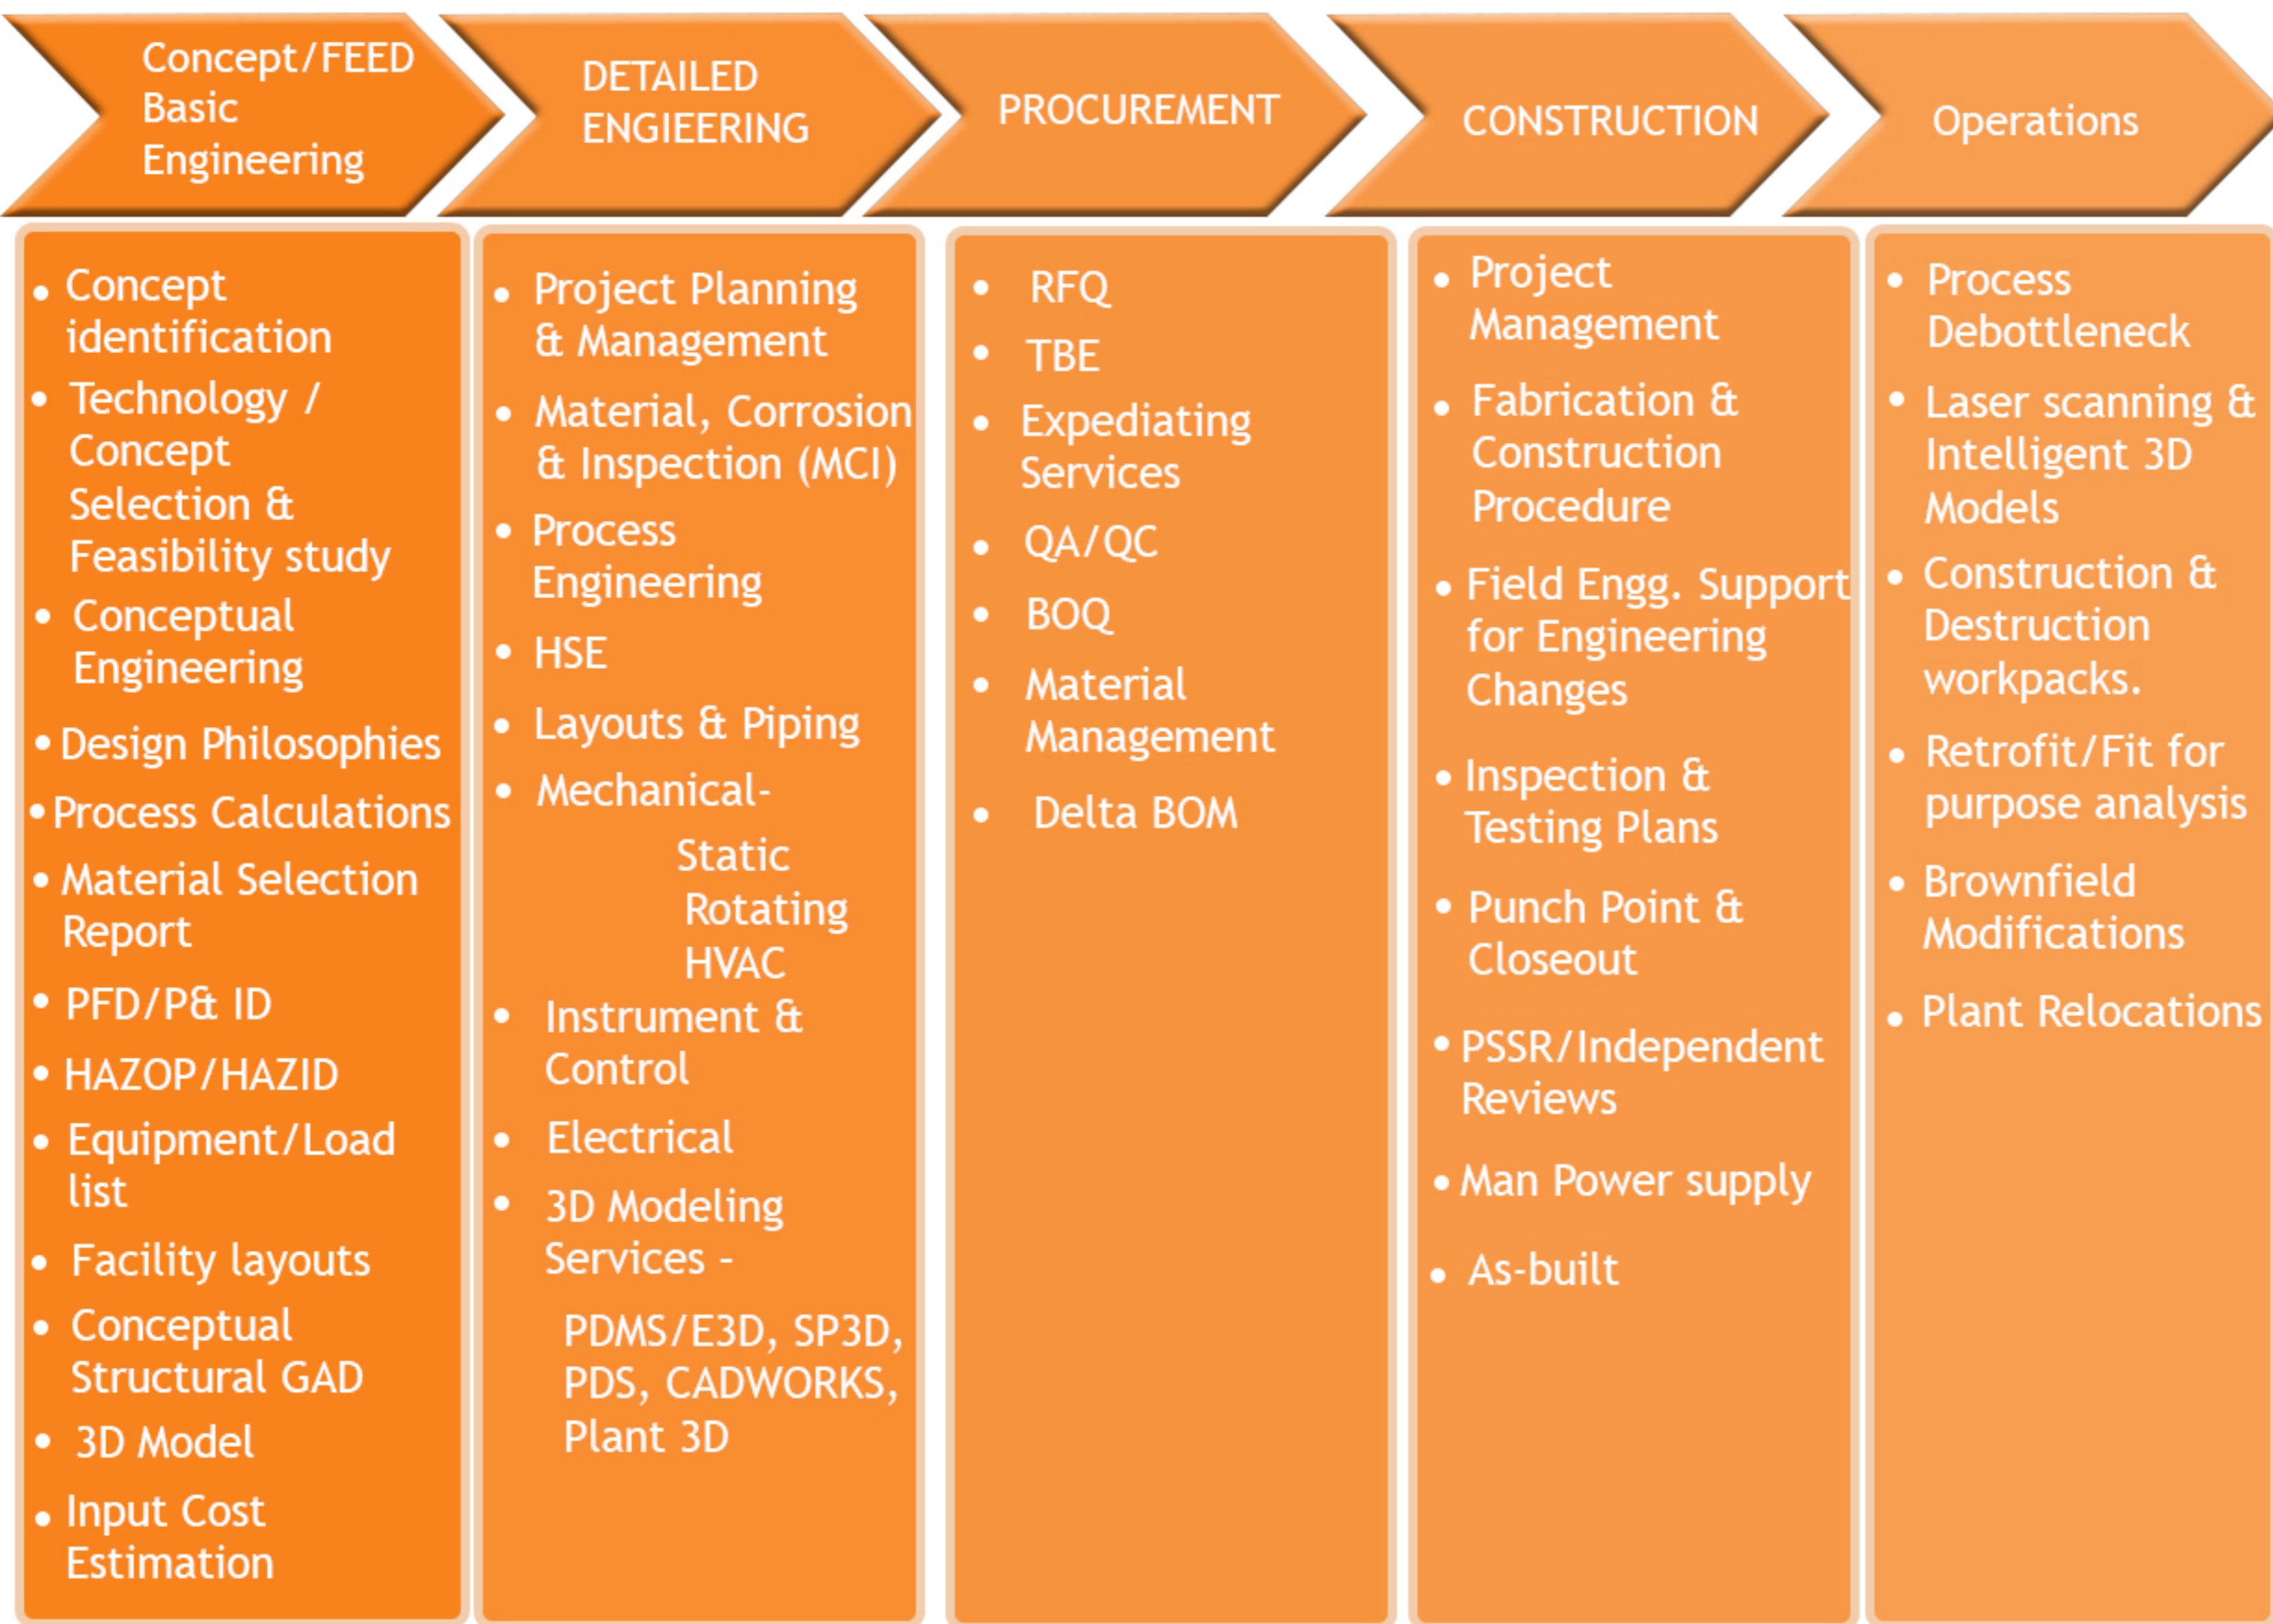 Concept/FEED
Basic
Engineering
DETAILED
ENGIEERING
PROCUREMENT
CONSTRUCTION
Operations
• Concept
identification
• Technology /
Concept
Selection &
Feasibility study
• Conceptual
Engineering
• Design Philosophies
• Process Calculations
• Material Selection
Report
• PFD/P& ID
• HAZOP/HAZID
• Equipment/Load
list
• Facility layouts
• Conceptual
Structural GAD
• 3D Model
• Input Cost
Estimation
• Project Planning
& Management
• Material, Corrosion
& Inspection (MCI)
• Process
Engineering
• HSE
• Layouts & Piping
• Mechanical-
Static
Rotating
HVAC
• Instrument &
Control
• Electrical
• 3D Modeling
Services –
PDMS/E3D, SP3D,
PDS, CADWORKS,
Plant 3D
• RFQ
• TBE
• Expediating
Services
• QA/QC
• BOQ
• Material
Management
• Delta BOM
• Project
Management
• Fabrication &
Construction
Procedure
• Field Engg. Support
for Engineering
Changes
• Inspection &
Testing Plans
• Punch Point &
Closeout
• PSSR/Independent
Reviews
• Man Power supply
• As-built
• Process
Debottleneck
• Laser scanning &
Intelligent 3D
Models
• Construction &
Destruction
workpacks.
• Retrofit/Fit for
purpose analysis
• Brownfield
Modifications
• Plant Relocations